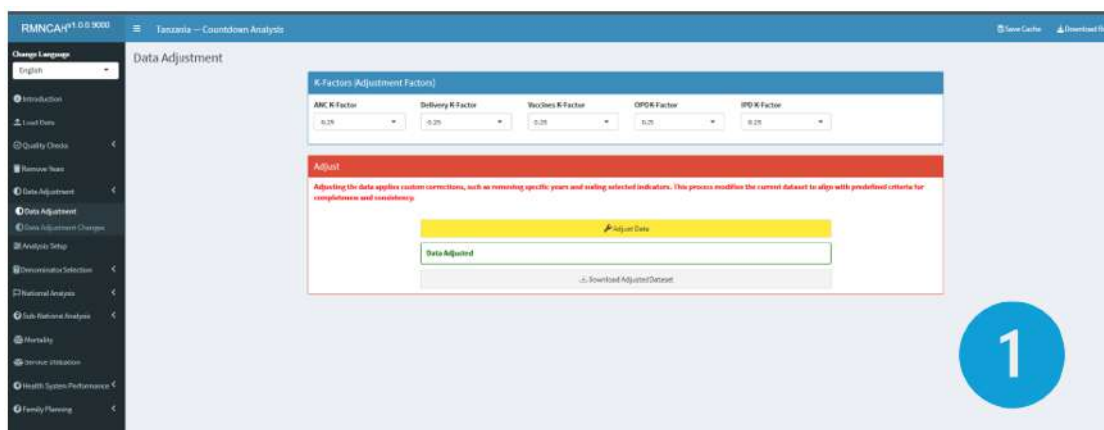 RMNCAH v1.0.0.9000
Tanzania — Countdown Analysis
Save Cache
Download
Change Language
English
Introduction
Load Data
Quality Checks
Remove Years
Data Adjustment
Data Adjustment
Data Adjustment Changes
Analysis Setup
Denominator Selection
National Analysis
Sub-National Analysis
Mortality
Service Utilization
Health System Performance
Family Planning
Data Adjustment
K-Factors (Adjustment Factors)
ANC K-Factor Delivery K-Factor Vaccines K-Factor OPD K-Factor IPD K-Factor
0.25 0.25 0.25 0.25 0.25
Adjust
Adjusting the data applies custom corrections, such as removing specific years and scaling selected indicators. This process modifies the current dataset to align with predefined criteria for
completeness and consistency.
Adjust Data
Data Adjusted
Download Adjusted Dataset
1